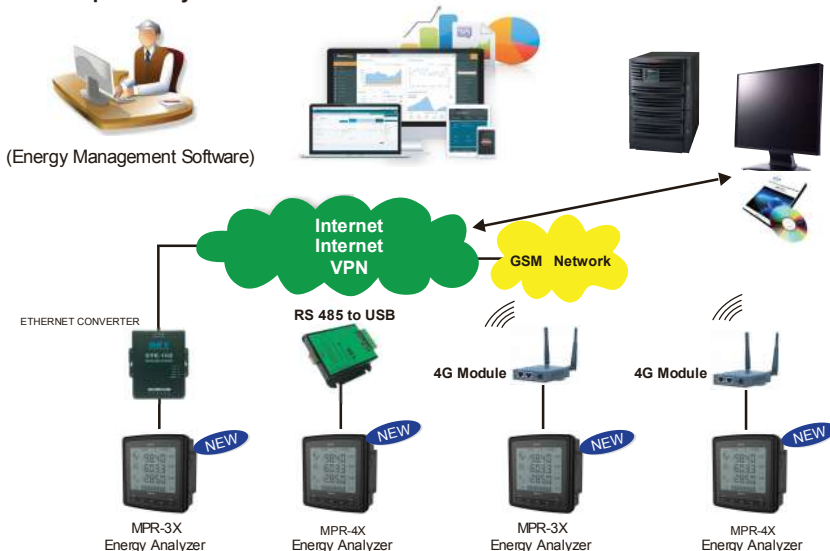 (Energy Management Software)
Internet
Internet
VPN
GSM Network
ETHERNET CONVERTER
RS 485 to USB
4G Module
4G Module
NEW
NEW
NEW
NEW
MPR-3X
Energy Analyzer
MPR-4X
Energy Analyzer
MPR-3X
Energy Analyzer
MPR-4X
Energy Analyzer